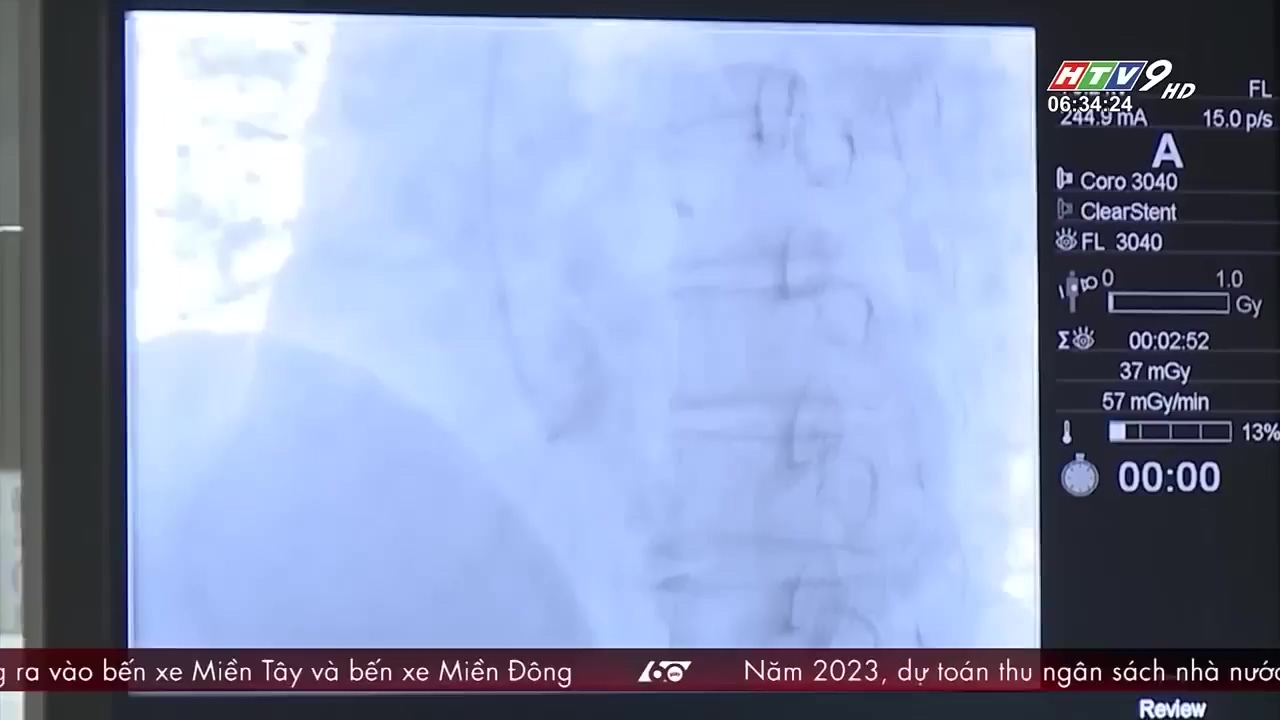 HTV9 HD
FL
06:34:24
244.9 mA 15.0 p/s
A
Coro 3040
ClearStent
FL 3040
0 1.0
Gy
Σ 00:02:52
37 mGy
57 mGy/min
13%
00:00
g ra vào bến xe Miền Tây và bến xe Miền Đông 60 Năm 2023, dự toán thu ngân sách nhà nước
Review